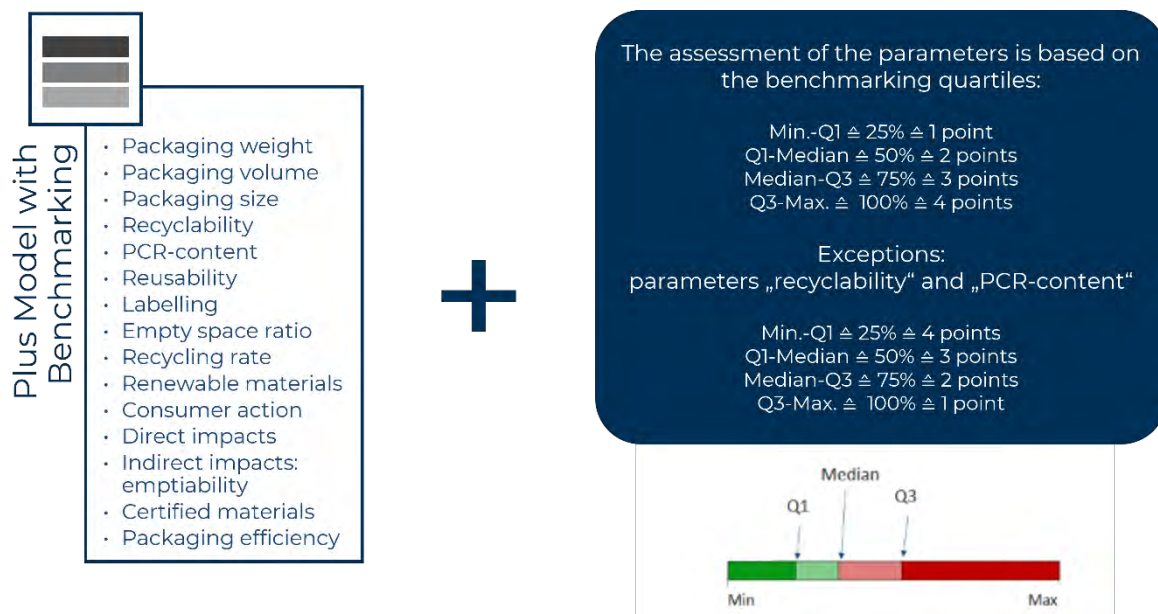 Plus Model with
Benchmarking
• Packaging weight
• Packaging volume
• Packaging size
• Recyclability
• PCR-content
• Reusability
• Labelling
• Empty space ratio
• Recycling rate
• Renewable materials
• Consumer action
• Direct impacts
• Indirect impacts:
emptiability
• Certified materials
• Packaging efficiency
+
The assessment of the parameters is based on
the benchmarking quartiles:
Min.-Q1 ≙ 25% ≙ 1 point
Q1-Median ≙ 50% ≙ 2 points
Median-Q3 ≙ 75% ≙ 3 points
Q3-Max. ≙ 100% ≙ 4 points
Exceptions:
parameters „recyclability“ and „PCR-content“
Min.-Q1 ≙ 25% ≙ 4 points
Q1-Median ≙ 50% ≙ 3 points
Median-Q3 ≙ 75% ≙ 2 points
Q3-Max. ≙ 100% ≙ 1 point
Median
Q1
Q3
Min
Max